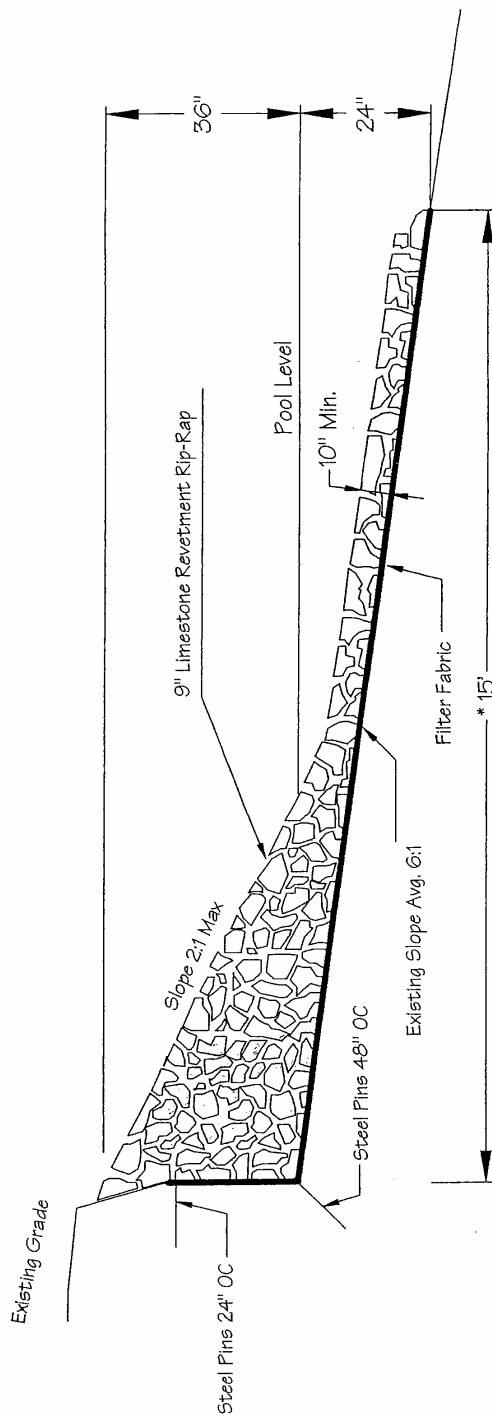 Existing Grade
Slope 2:1 Max
9" Limestone Revetment Rip-Rap
36"
Pool Level
24"
10" Min.
Steel Pins 24" OC
Steel Pins 48" OC
Existing Slope Avg. 6:1
Filter Fabric
* 15'